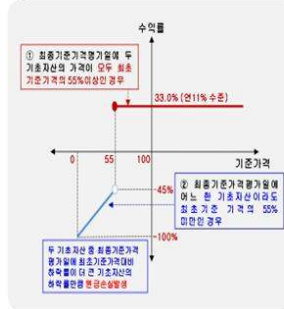 수익률
① 최종기준가격평가일에 두
기초자산의 가격이 모두 최초
기준가격의 55%이상인 경우
33.0% (연11% 수준)
0 55 100
기준가격
-45%
② 최종기준가격평가일에
어느 한 기초자산이라도
최초기준 가격의 55%
미만인 경우
-100%
두 기초자산 중 최종기준가격
평가일에 최초기준가격대비
하락률이 더 큰 기초자산의
하락률만큼 원금손실발생